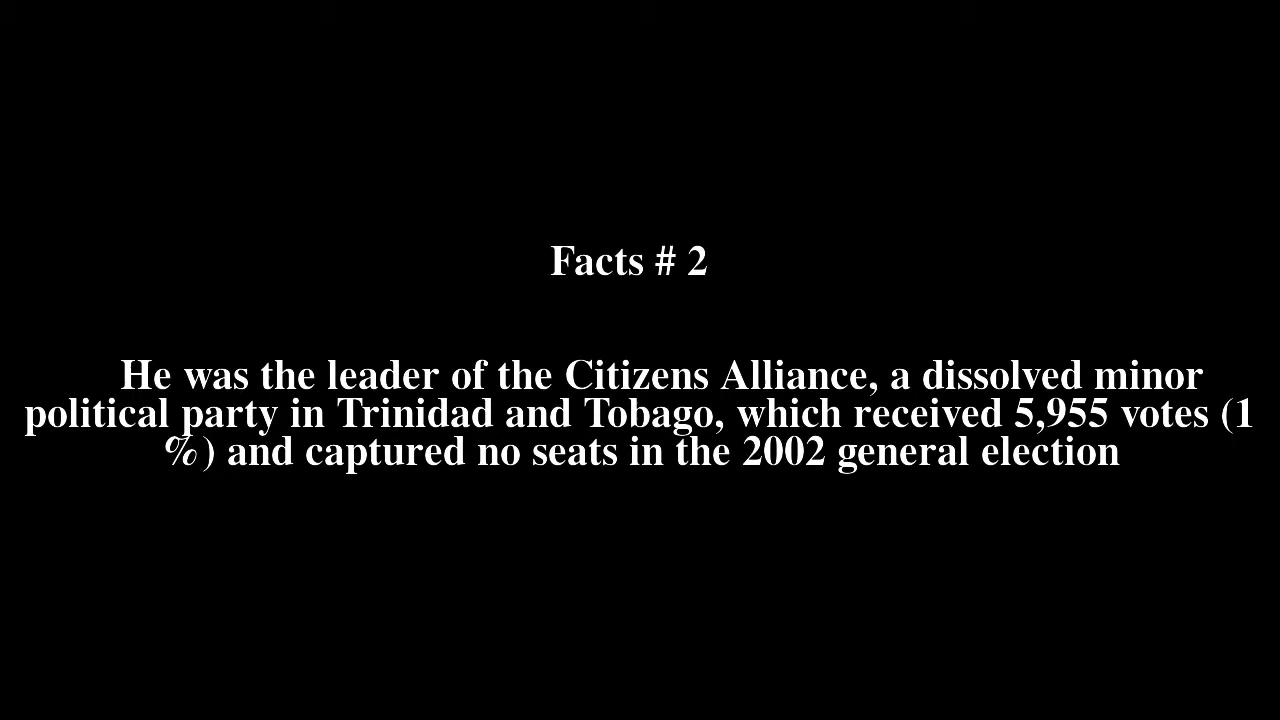 Facts # 2
He was the leader of the Citizens Alliance, a dissolved minor
political party in Trinidad and Tobago, which received 5,955 votes (1
%) and captured no seats in the 2002 general election